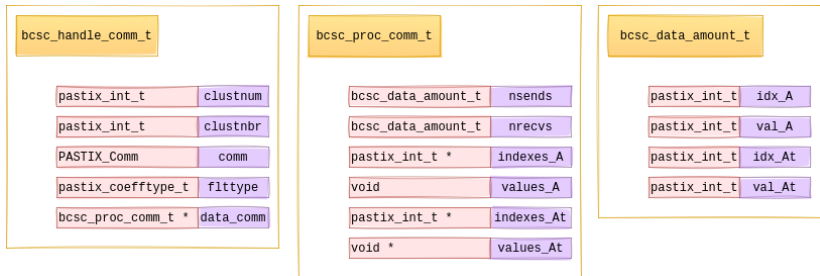 bcsc_handle_comm_t
pastix_int_t clustnum
pastix_int_t clustnbr
PASTIX_Comm comm
pastix_coefftype_t flttype
bcsc_proc_comm_t * data_comm
bcsc_proc_comm_t
bcsc_data_amount_t nsends
bcsc_data_amount_t nrecvs
pastix_int_t * indexes_A
void values_A
pastix_int_t * indexes_At
void * values_At
bcsc_data_amount_t
pastix_int_t idx_A
pastix_int_t val_A
pastix_int_t idx_At
pastix_int_t val_At